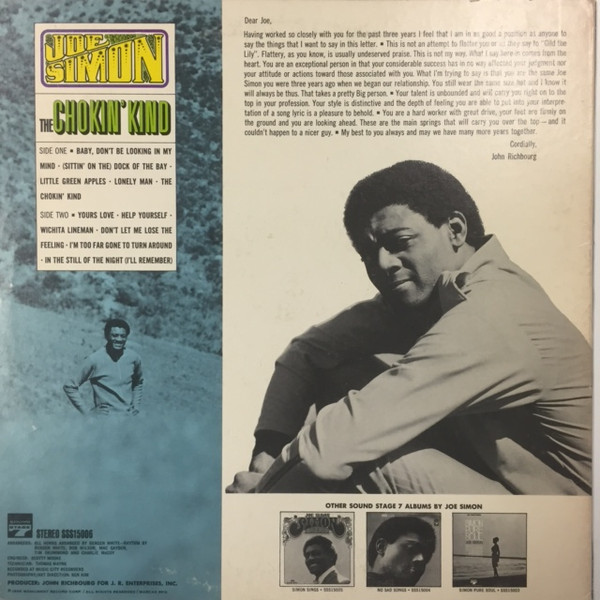 JOE
SIMON
THE CHOKIN' KIND
SIDE ONE • BABY, DON'T BE LOOKING IN MY
MIND • (SITTIN' ON THE) DOCK OF THE BAY •
LITTLE GREEN APPLES • LONELY MAN • THE
CHOKIN' KIND
SIDE TWO • YOURS LOVE • HELP YOURSELF •
WICHITA LINEMAN • DON'T LET ME LOSE THE
FEELING • I'M TOO FAR GONE TO TURN AROUND
• IN THE STILL OF THE NIGHT (I'LL REMEMBER)
STEREO SSS15006
PRODUCER: JOHN RICHBOURG FOR J. R. ENTERPRISES, INC.
Dear Joe,
Having worked so closely with you for the past three years I feel that I am in as good a position as anyone to
say the things that I want to say in this letter. • This is not an attempt to flatter you or as they say to "Gild the
Lily". Flattery, as you know, is usually undeserved praise. This is not my way. What I say here comes from the
heart. You are an exceptional person in that your considerable success has in no way affected your judgment nor
your attitude or actions toward those associated with you. What I'm trying to say is that you are the same Joe
Simon you were three years ago when we began our relationship. You still wear the same size hat and I know it
will always be thus. That takes a pretty Big person. • Your talent is unbounded and will carry you right on to the
top in your profession. Your style is distinctive and the depth of feeling you are able to put into your interpre-
tation of a song lyric is a pleasure to behold. • You are a hard worker with great drive, your feet are firmly on
the ground and you are looking ahead. These are the main springs that will carry you over the top—and it
couldn't happen to a nicer guy. • My best to you always and may we have many more years together.
Cordially,
John Richbourg
OTHER SOUND STAGE 7 ALBUMS BY JOE SIMON
JOE SIMON
SIMON
SIMON SINGS • SSS15005
NO SAD SONGS • SSS15004
SIMON PURE SOUL • SSS15003